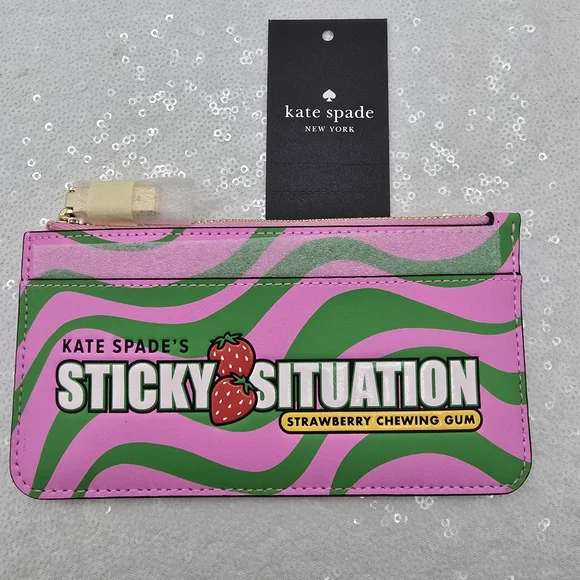 kate spade
NEW YORK
KATE SPADE'S
STICKY SITUATION
STRAWBERRY CHEWING GUM